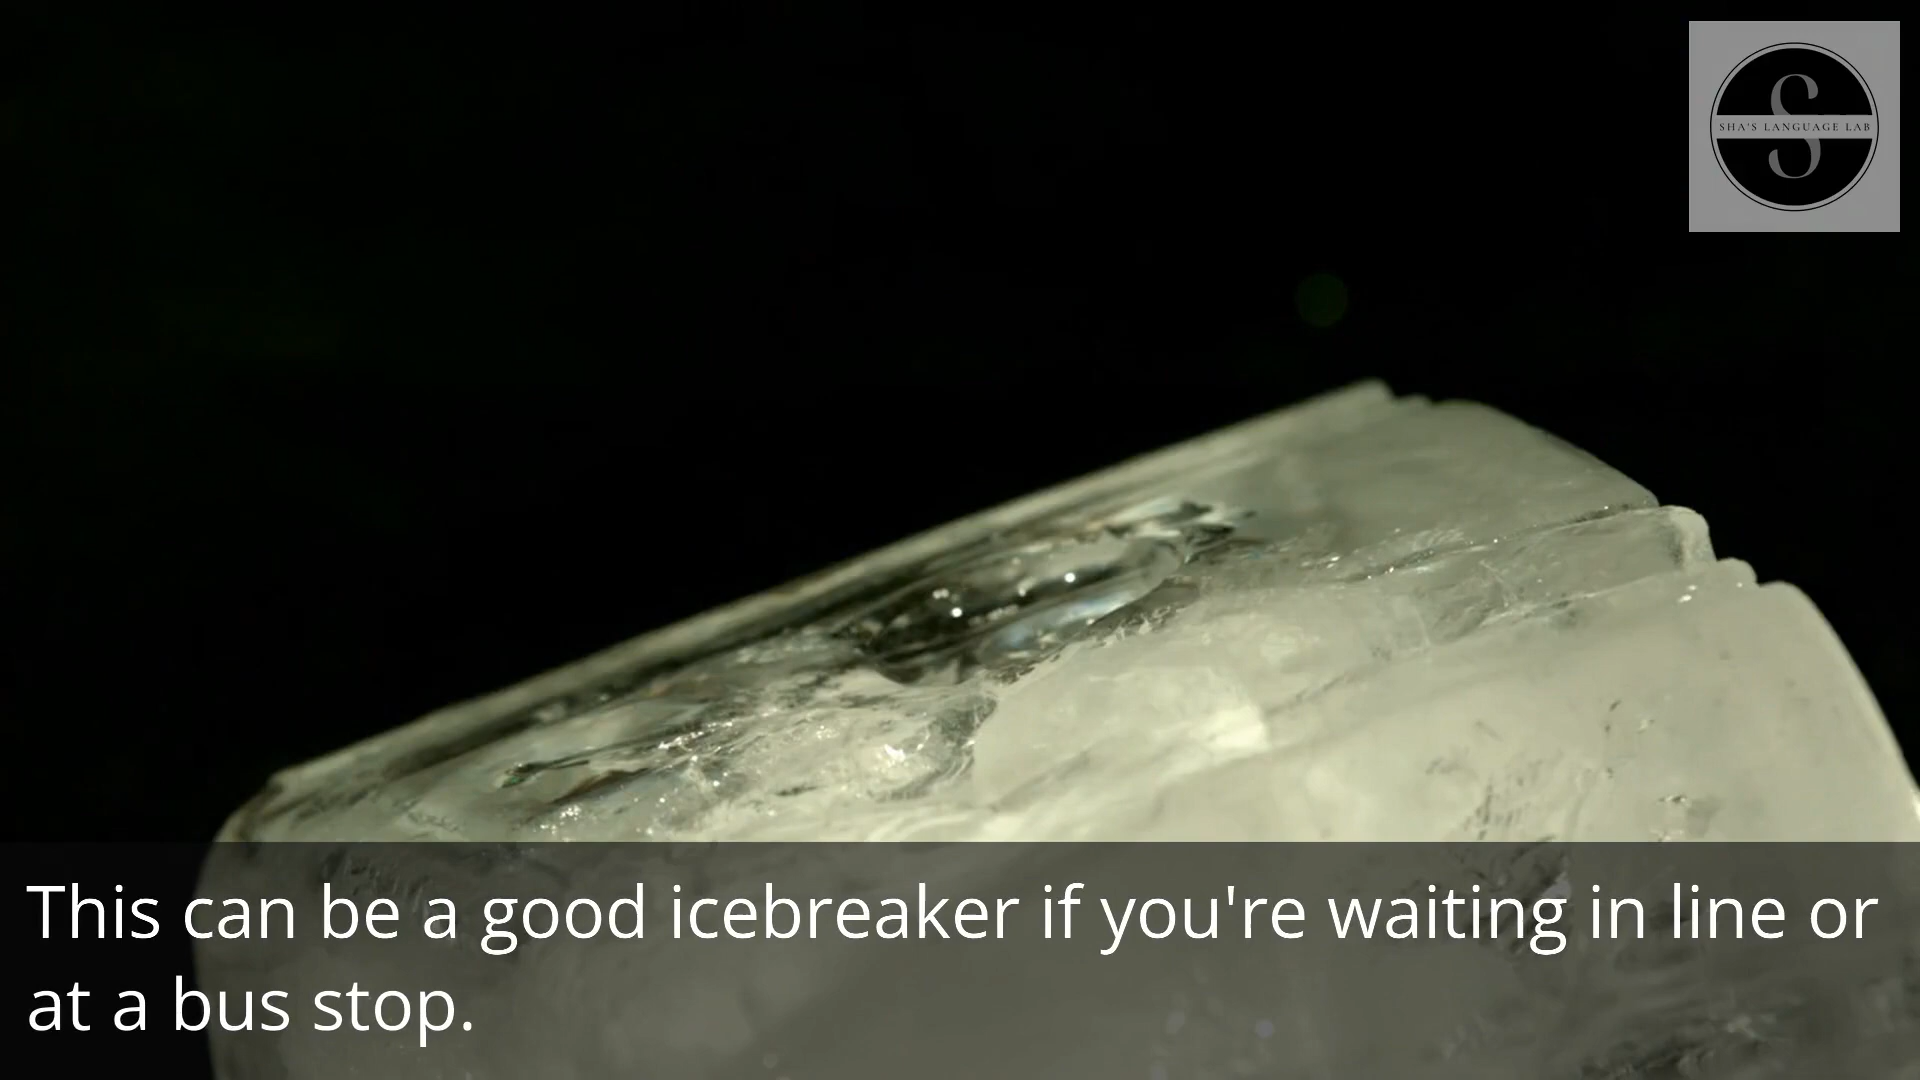 SHA'S LANGUAGE LAB
This can be a good icebreaker if you're waiting in line or
at a bus stop.